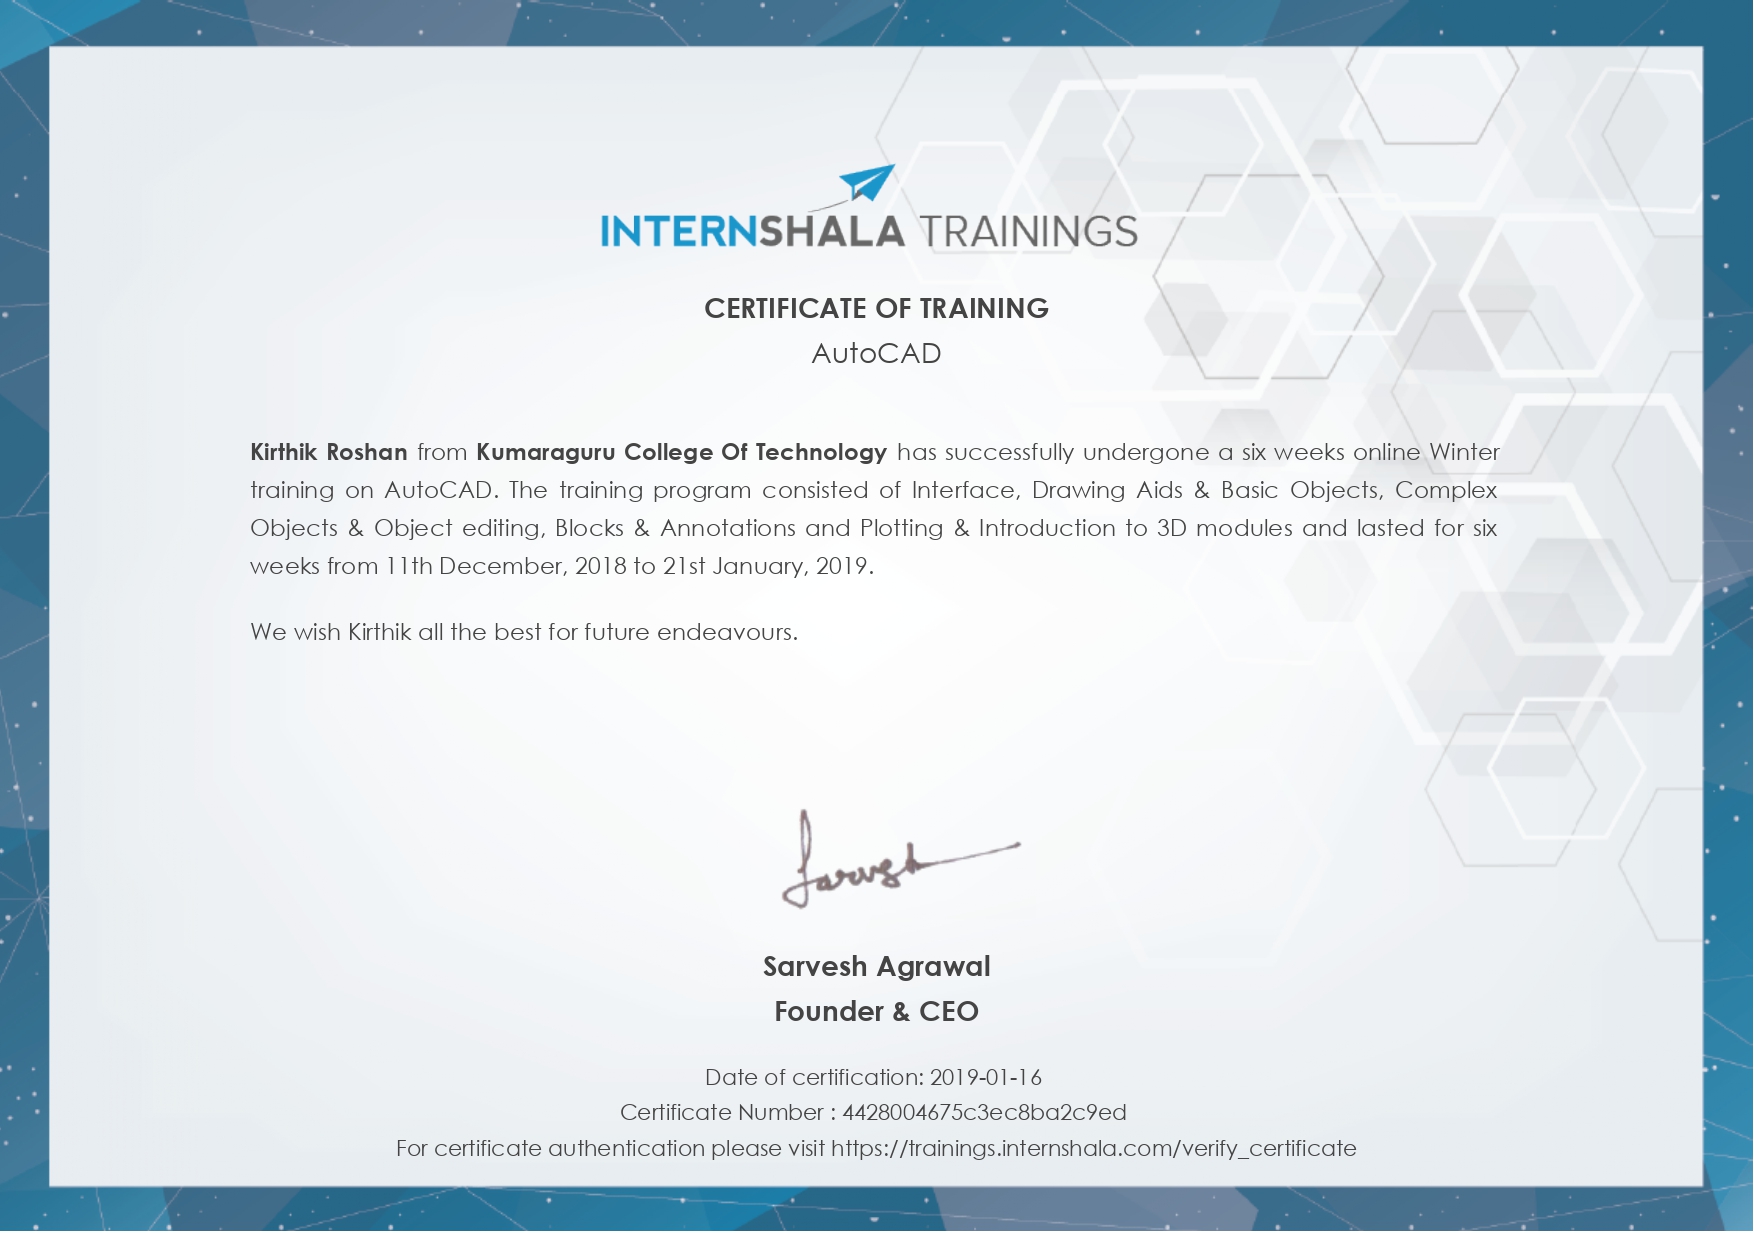 INTERNSHALA TRAININGS
CERTIFICATE OF TRAINING
AutoCAD
Kirthik Roshan from Kumaraguru College Of Technology has successfully undergone a six weeks online Winter
training on AutoCAD. The training program consisted of Interface, Drawing Aids & Basic Objects, Complex
Objects & Object editing, Blocks & Annotations and Plotting & Introduction to 3D modules and lasted for six
weeks from 11th December, 2018 to 21st January, 2019.
We wish Kirthik all the best for future endeavours.
Sarvesh
Sarvesh Agrawal
Founder & CEO
Date of certification: 2019-01-16
Certificate Number : 4428004675c3ec8ba2c9ed
For certificate authentication please visit https://trainings.internshala.com/verify_certificate